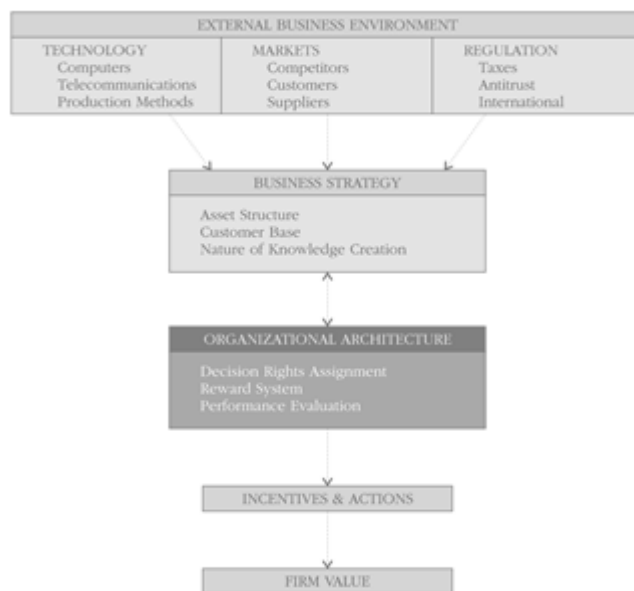 EXTERNAL BUSINESS ENVIRONMENT
TECHNOLOGY
Computers
Telecommunications
Production Methods
MARKETS
Competitors
Customers
Suppliers
REGULATION
Taxes
Antitrust
International
BUSINESS STRATEGY
Asset Structure
Customer Base
Nature of Knowledge Creation
ORGANIZATIONAL ARCHITECTURE
Decision Rights Assignment
Reward System
Performance Evaluation
INCENTIVES & ACTIONS
FIRM VALUE